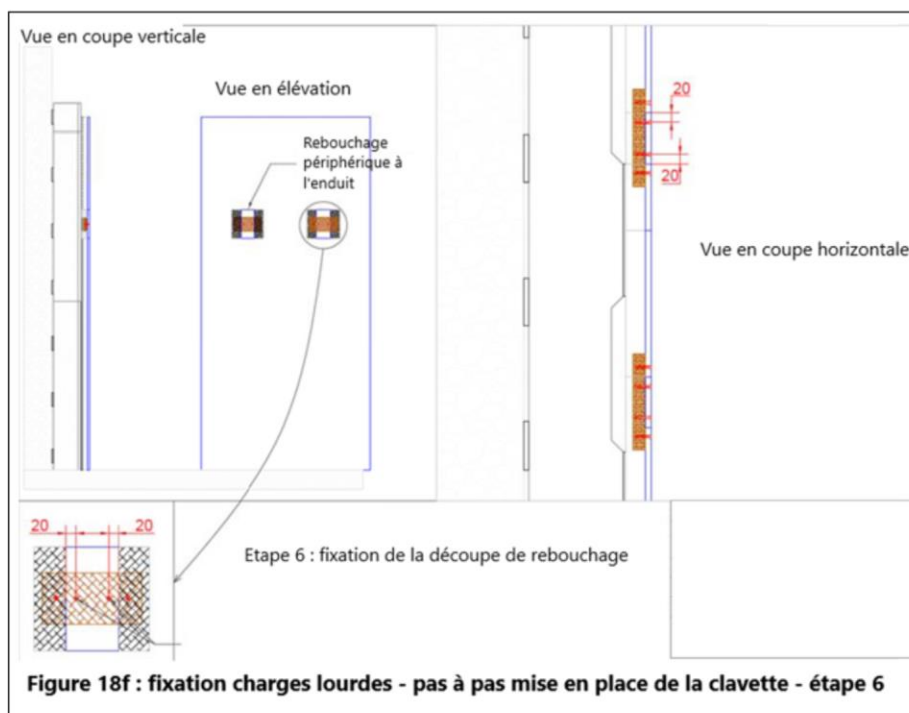 Vue en coupe verticale
Vue en élévation
Rebouchage
périphérique à
l'enduit
20
20
Vue en coupe horizontale
20
20
Etape 6 : fixation de la découpe de rebouchage
Figure 18f : fixation charges lourdes - pas à pas mise en place de la clavette - étape 6